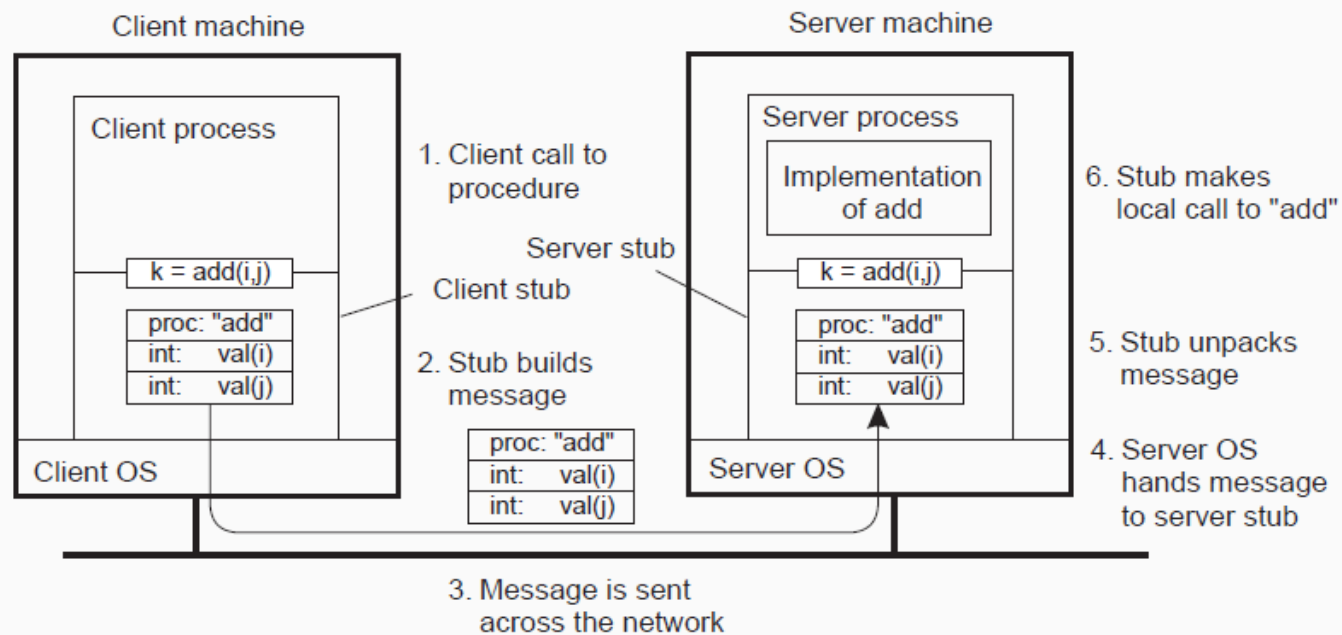 Client machine
Server machine
Client process
1. Client call to
procedure
Server process
Implementation
of add
6. Stub makes
local call to "add"
Server stub
k = add(i,j)
k = add(i,j)
Client stub
proc: "add"
int: val(i)
int: val(j)
2. Stub builds
message
proc: "add"
int: val(i)
int: val(j)
proc: "add"
int: val(i)
int: val(j)
5. Stub unpacks
message
Client OS
Server OS
4. Server OS
hands message
to server stub
3. Message is sent
across the network